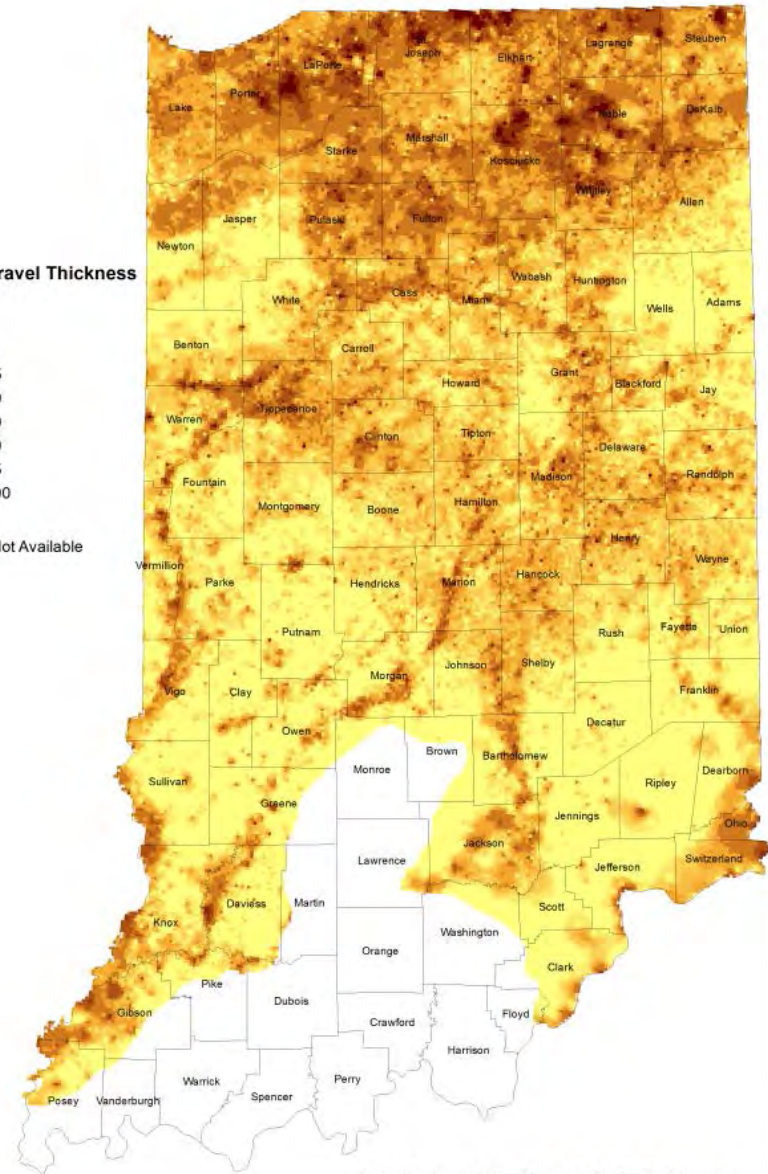 Steuben
Lagrange
St.
Joseph
Elkhart
LaPorte
Porter
Lake
Noble
DeKalb
Marshall
Starke
Kosciusko
Whitley
Allen
Jasper
Pulaski
Fulton
Newton
ravel Thickness
Wabash
Huntington
Cass
Miami
White
Wells
Adams
Benton
Carroll
Grant
Howard
Blackford
Jay
Tippecanoe
Warren
Clinton
Tipton
Delaware
Madison
Randolph
Fountain
Hamilton
Montgomery
Boone
Henry
ot Available
Wayne
Vermillion
Hancock
Parke
Hendricks
Marion
Putnam
Rush
Fayette
Union
Johnson
Shelby
Morgan
Vigo
Clay
Franklin
Decatur
Owen
Brown
Bartholomew
Monroe
Dearborn
Sullivan
Ripley
Greene
Jennings
Ohio
Jackson
Lawrence
Switzerland
Jefferson
Martin
Daviess
Scott
Knox
Washington
Orange
Clark
Pike
Dubois
Gibson
Floyd
Crawford
Harrison
Warrick
Perry
Spencer
Posey
Vanderburgh